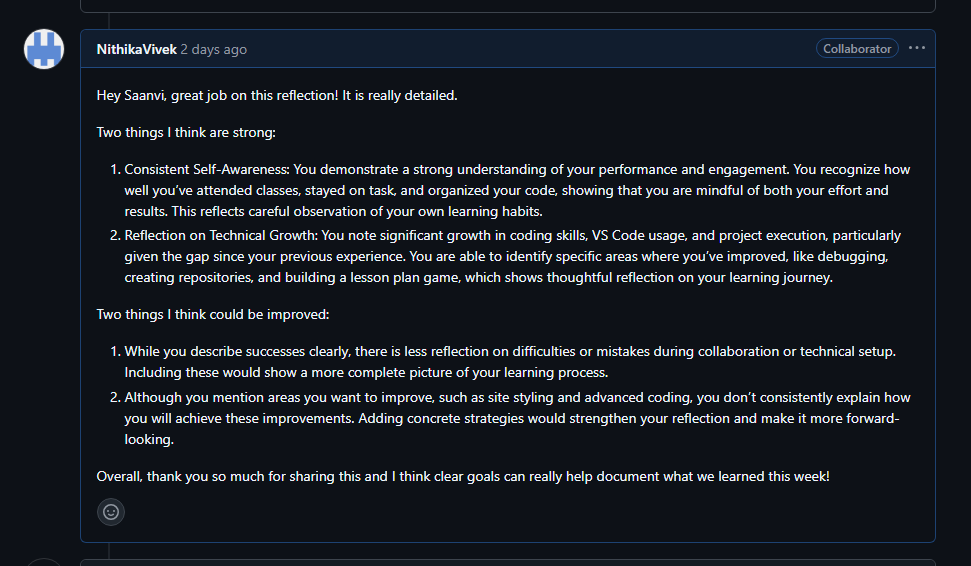 NithikaVivek 2 days ago
Collaborator
Hey Saanvi, great job on this reflection! It is really detailed.
Two things I think are strong:
1. Consistent Self-Awareness: You demonstrate a strong understanding of your performance and engagement. You recognize how
well you've attended classes, stayed on task, and organized your code, showing that you are mindful of both your effort and
results. This reflects careful observation of your own learning habits.
2. Reflection on Technical Growth: You note significant growth in coding skills, VS Code usage, and project execution, particularly
given the gap since your previous experience. You are able to identify specific areas where you've improved, like debugging,
creating repositories, and building a lesson plan game, which shows thoughtful reflection on your learning journey.
Two things I think could be improved:
1. While you describe successes clearly, there is less reflection on difficulties or mistakes during collaboration or technical setup.
Including these would show a more complete picture of your learning process.
2. Although you mention areas you want to improve, such as site styling and advanced coding, you don't consistently explain how
you will achieve these improvements. Adding concrete strategies would strengthen your reflection and make it more forward-
looking.
Overall, thank you so much for sharing this and I think clear goals can really help document what we learned this week!